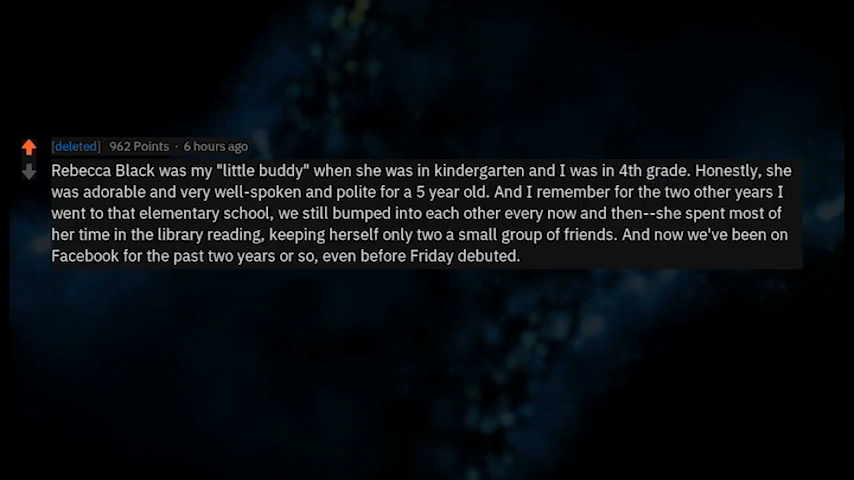 [deleted] 962 Points · 6 hours ago
Rebecca Black was my "little buddy" when she was in kindergarten and I was in 4th grade. Honestly, she
was adorable and very well-spoken and polite for a 5 year old. And I remember for the two other years I
went to that elementary school, we still bumped into each other every now and then--she spent most of
her time in the library reading, keeping herself only two a small group of friends. And now we've been on
Facebook for the past two years or so, even before Friday debuted.